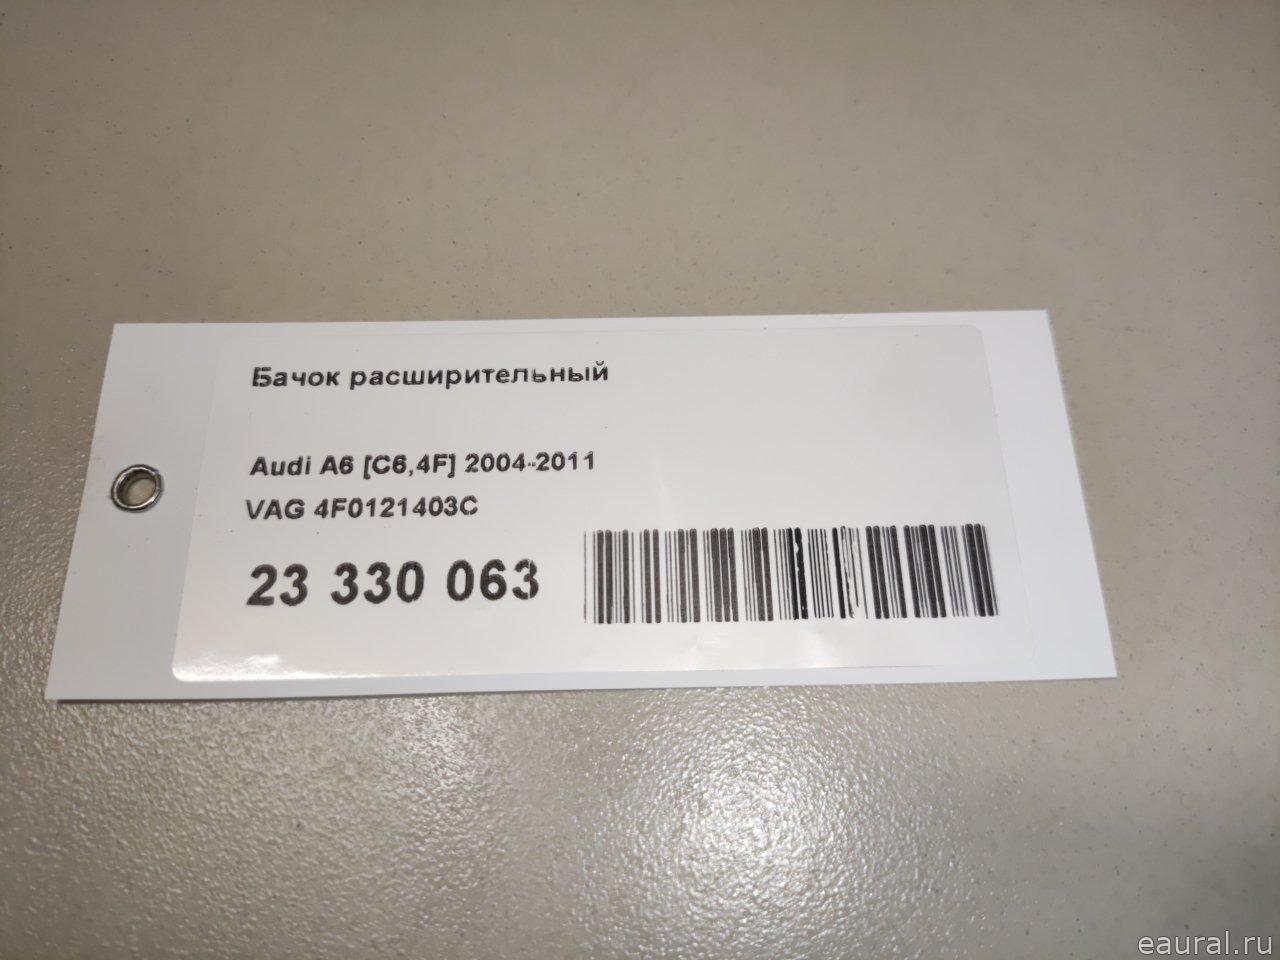 Бачок расширительный
Audi A6 [C6,4F] 2004-2011
VAG 4F0121403C
23 330 063
eaural.ru